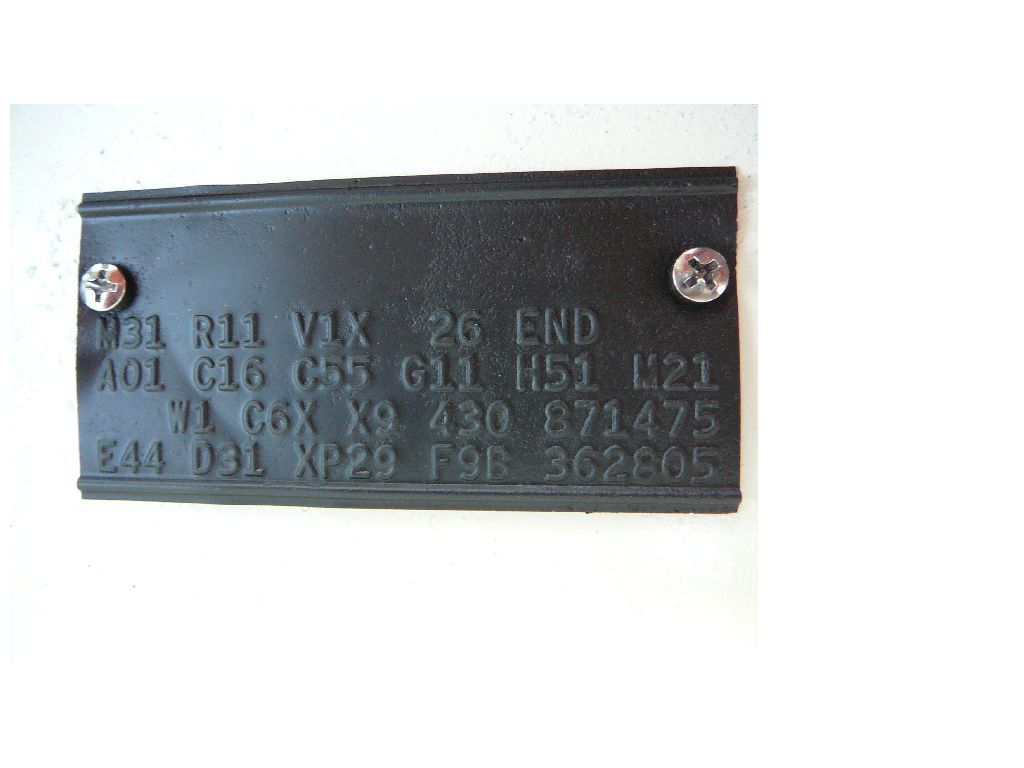 M31 R11 V1X 26 END
A01 C16 C55 G11 H51 M21
W1 C6X X9 430 871475
E44 D31 XP29 F9B 362805